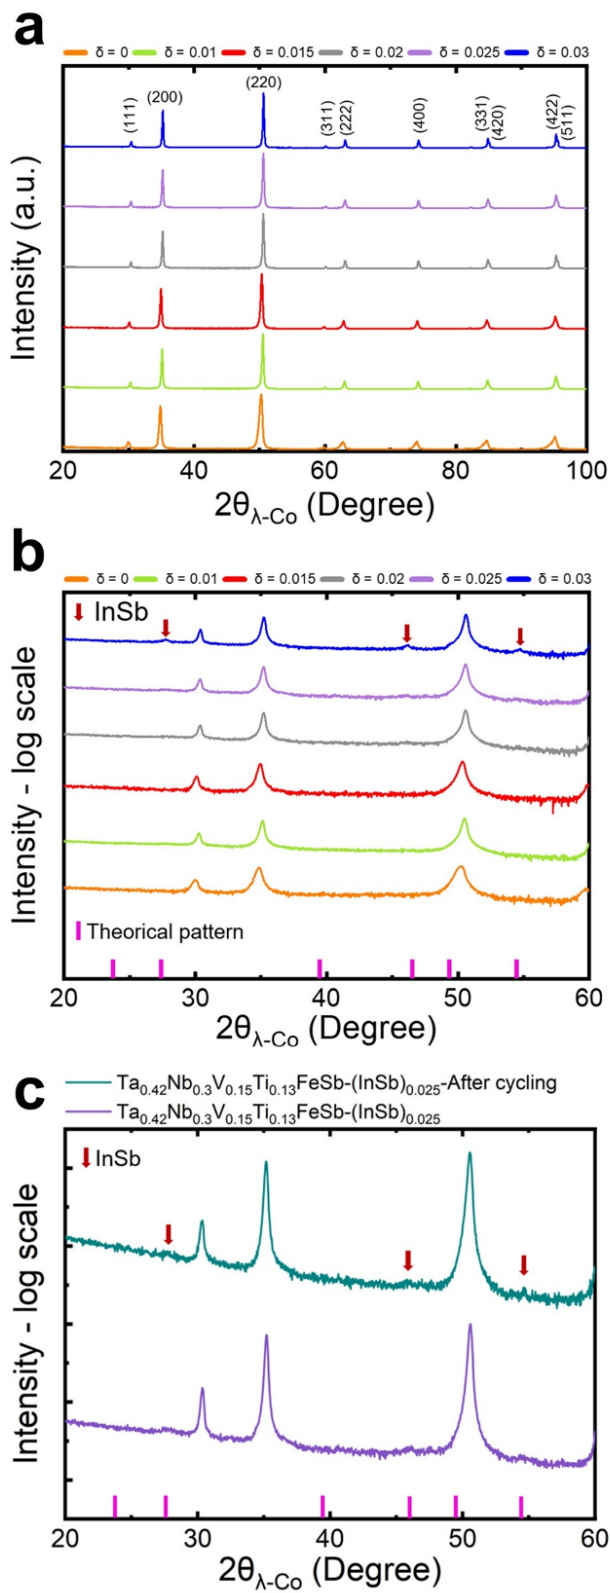 a
δ = 0 δ = 0.01 δ = 0.015 δ = 0.02 δ = 0.025 δ = 0.03
(111) (200) (220) (311) (222) (400) (331) (420) (422) (511)
Intensity (a.u.)
20 40 60 80 100
2θλ-Co (Degree)
b
δ = 0 δ = 0.01 δ = 0.015 δ = 0.02 δ = 0.025 δ = 0.03
InSb
Intensity - log scale
Theorical pattern
20 30 40 50 60
2θλ-Co (Degree)
c
Ta0.42Nb0.3V0.15Ti0.13FeSb-(InSb)0.025-After cycling
Ta0.42Nb0.3V0.15Ti0.13FeSb-(InSb)0.025
InSb
Intensity - log scale
20 30 40 50 60
2θλ-Co (Degree)